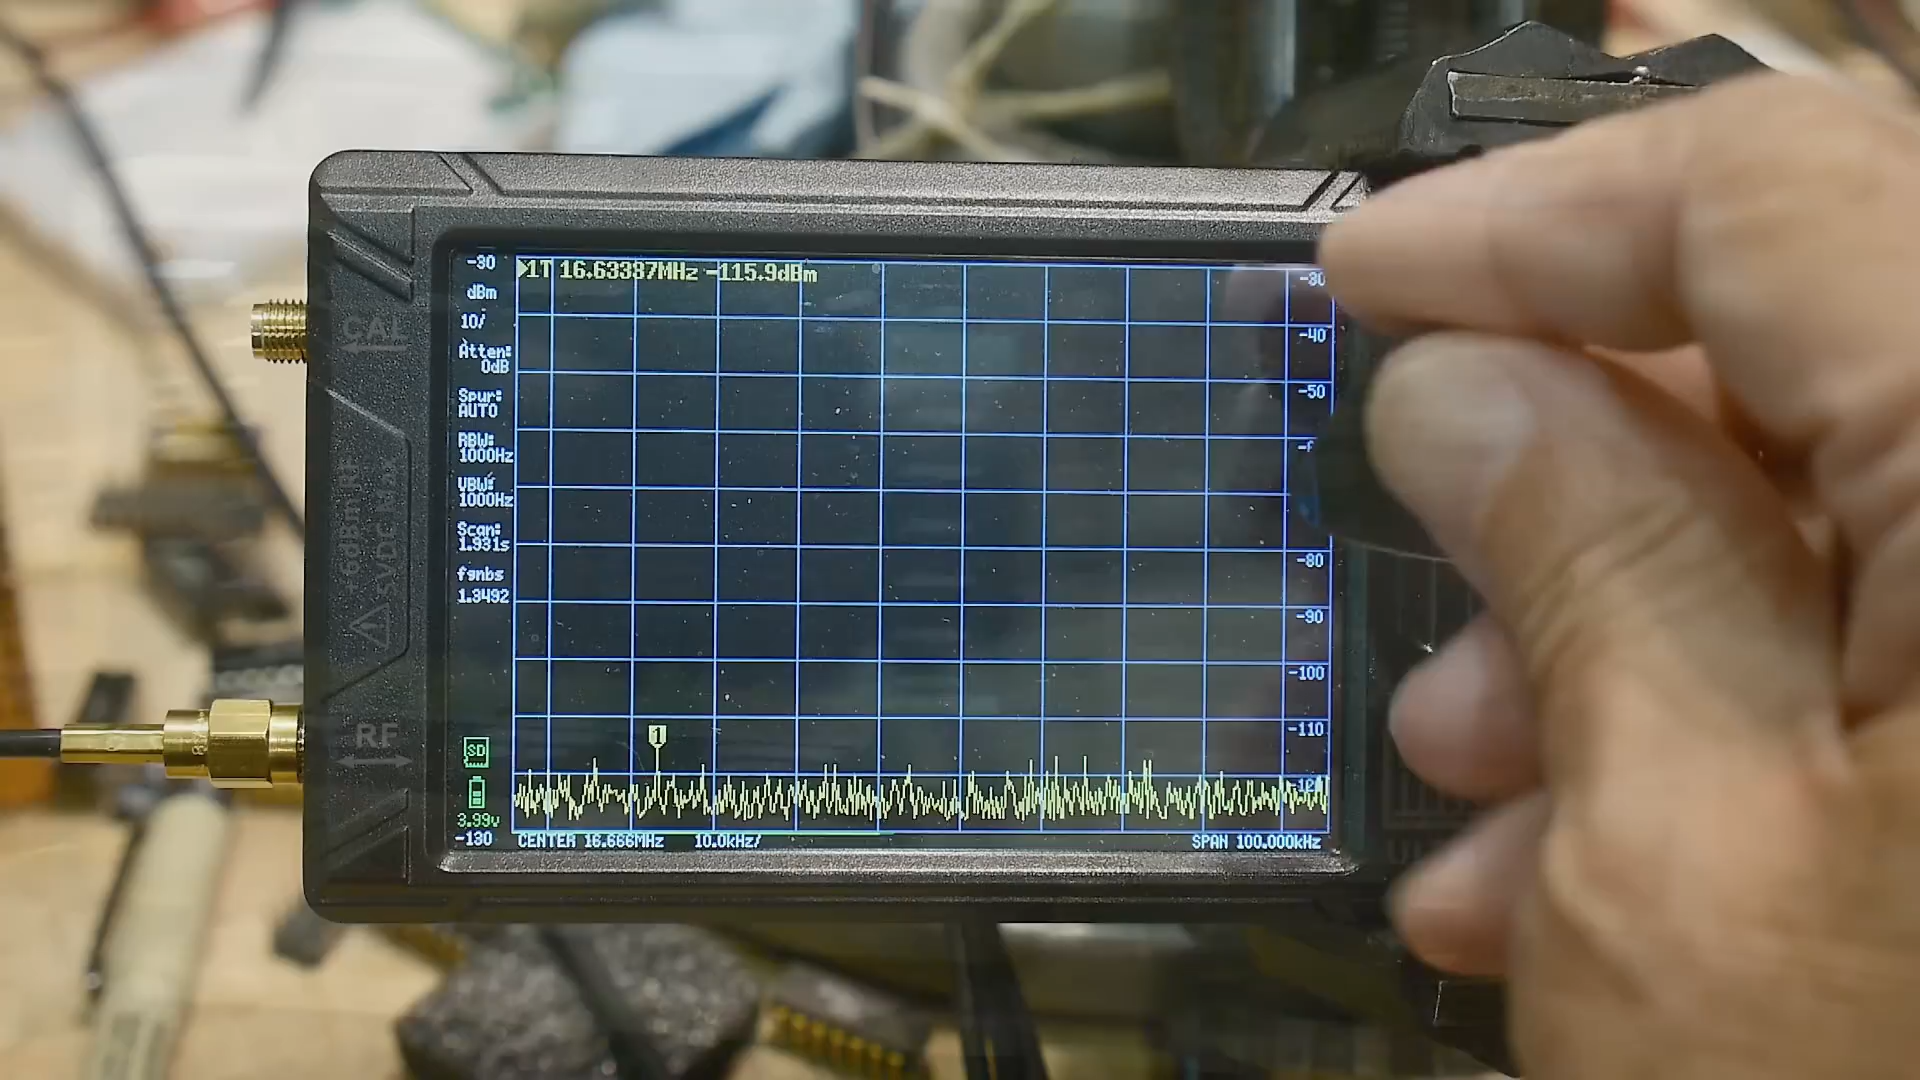 -30
▶1T 16.63387MHz -115.9dBm
-30
dBm
10/
-40
Atten:
0dB
-50
Spur:
AUTO
RBW:
1000Hz
VBW:
1000Hz
Scan:
1.931s
-80
fgnbs
1.3492
-90
-100
-110
1
SD
3.99v
-130
CENTER 16.666MHz 10.0kHz/ SPAN 100.000kHz
CAL
RF